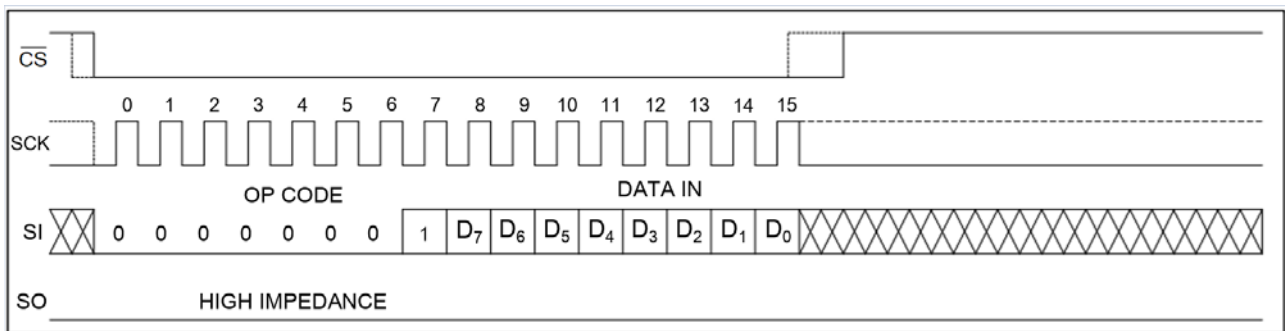 CS
0 1 2 3 4 5 6 7 8 9 10 11 12 13 14 15
SCK
OP CODE DATA IN
SI 0 0 0 0 0 0 0 1 D7 D6 D5 D4 D3 D2 D1 D0
SO HIGH IMPEDANCE